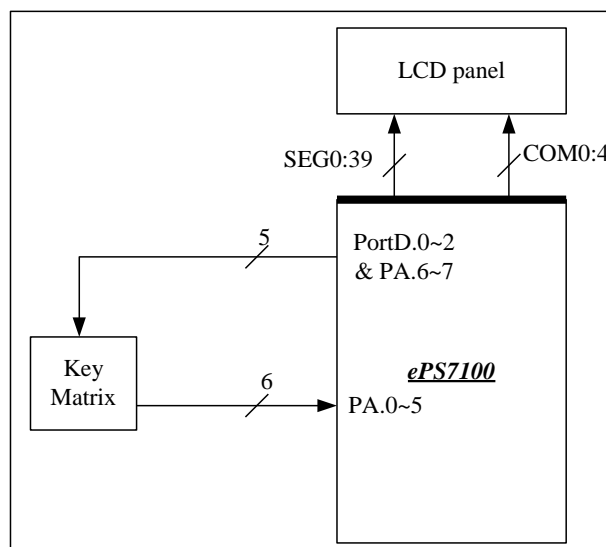 LCD panel
SEG0:39
COM0:4
5
PortD.0~2
& PA.6~7
Key
Matrix
6
ePS7100
PA.0~5